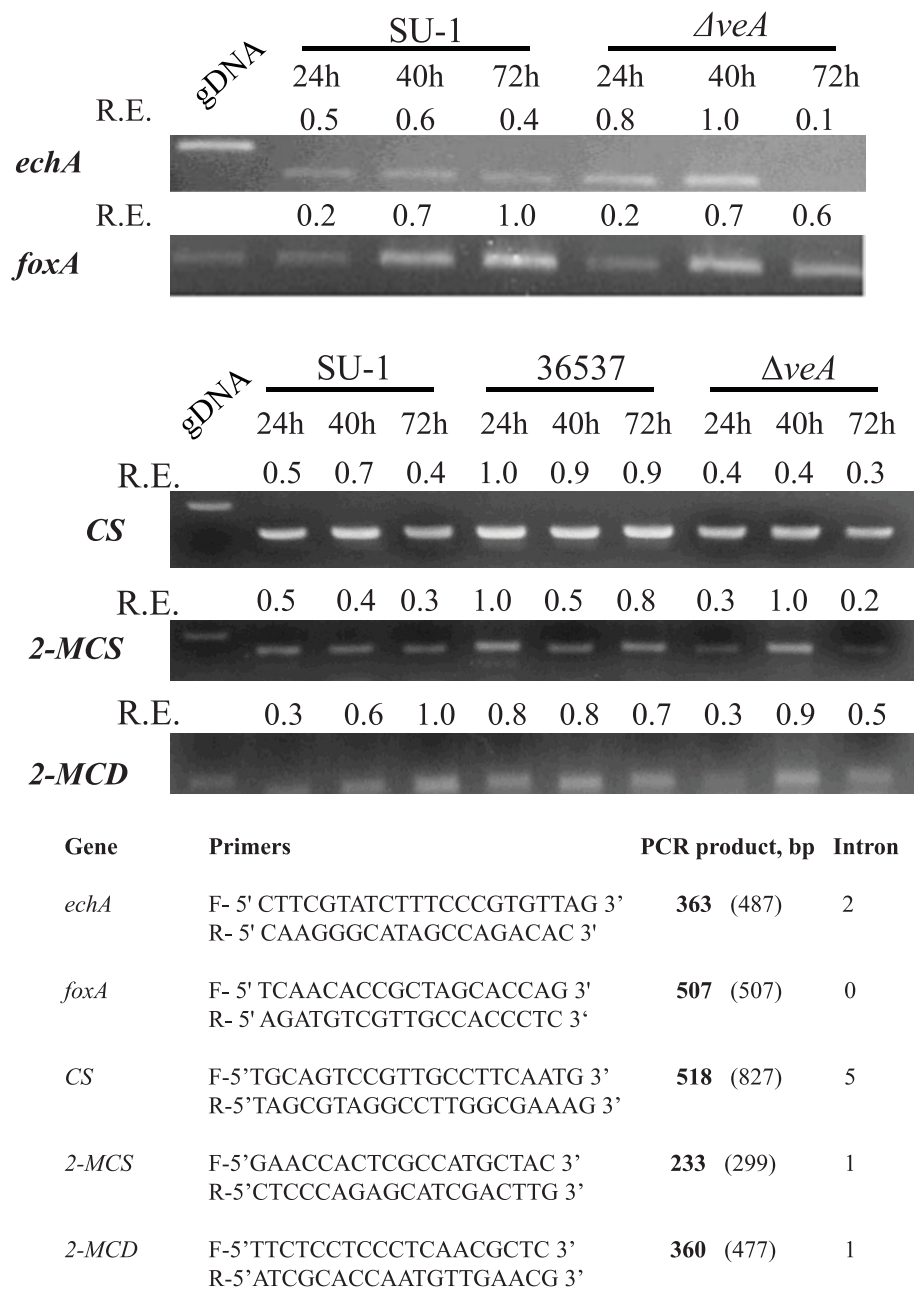 SU-1 ΔveA
gDNA 24h 40h 72h 24h 40h 72h
R.E. 0.5 0.6 0.4 0.8 1.0 0.1
echA
R.E. 0.2 0.7 1.0 0.2 0.7 0.6
foxA
SU-1 36537 ΔveA
gDNA 24h 40h 72h 24h 40h 72h 24h 40h 72h
R.E. 0.5 0.7 0.4 1.0 0.9 0.9 0.4 0.4 0.3
CS
R.E. 0.5 0.4 0.3 1.0 0.5 0.8 0.3 1.0 0.2
2-MCS
R.E. 0.3 0.6 1.0 0.8 0.8 0.7 0.3 0.9 0.5
2-MCD
Gene Primers PCR product, bp Intron
echA F- 5' CTTCGTATCTTTCCCGTGTTAG 3’ 363 (487) 2
R- 5' CAAGGGCATAGCCAGACAC 3'
foxA F- 5' TCAACACCGCTAGCACCAG 3' 507 (507) 0
R- 5' AGATGTCGTTGCCACCCTC 3‘
CS F-5’TGCAGTCCGTTGCCTTCAATG 3’ 518 (827) 5
R-5’TAGCGTAGGCCTTGGCGAAAG 3’
2-MCS F-5’GAACCACTCGCCATGCTAC 3’ 233 (299) 1
R-5’CTCCCAGAGCATCGACTTG 3’
2-MCD F-5’TTCTCCTCCCTCAACGCTC 3’ 360 (477) 1
R-5’ATCGCACCAATGTTGAACG 3’